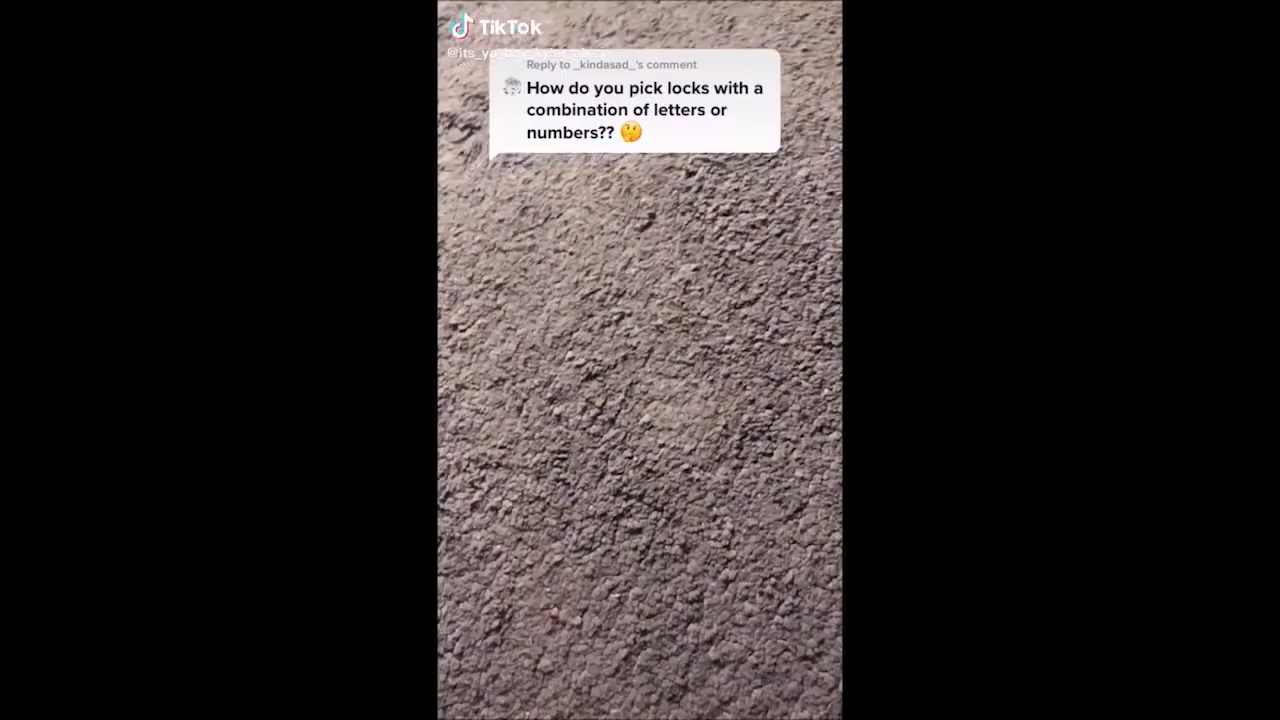 TikTok
Reply to _kindasad_'s comment
How do you pick locks with a
combination of letters or
numbers?? 🤔